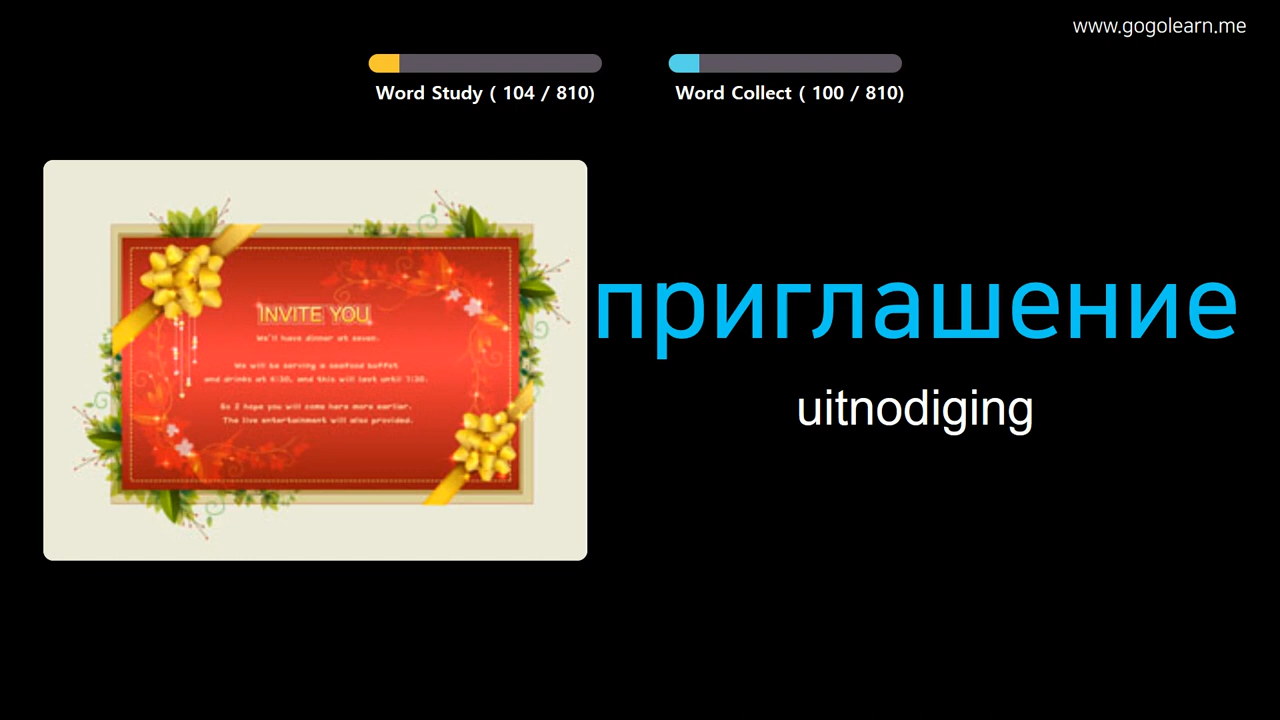 www.gogolearn.me
Word Study ( 104 / 810)
Word Collect ( 100 / 810)
INVITE YOU
We'll have dinner at seven.
We will be serving a seafood buffet
and drinks at 6:30, and this will last until 7:30.
So I hope you will come here more earlier.
The live entertainment will also provided.
приглашение
uitnodiging